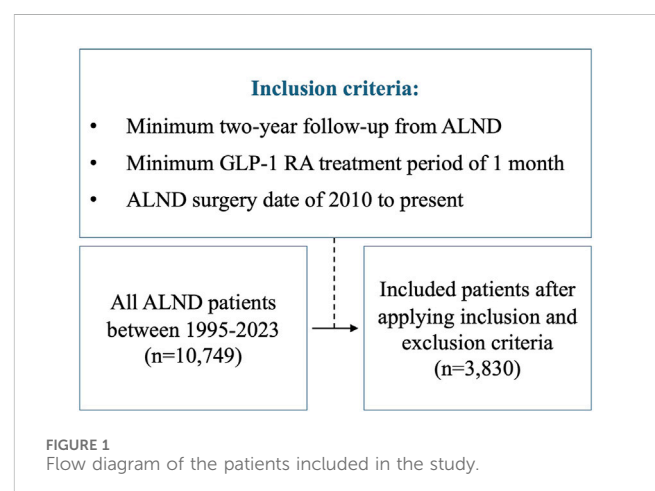 Inclusion criteria:
• Minimum two-year follow-up from ALND
• Minimum GLP-1 RA treatment period of 1 month
• ALND surgery date of 2010 to present
All ALND patients
between 1995-2023
(n=10,749)
Included patients after
applying inclusion and
exclusion criteria
(n=3,830)
FIGURE 1
Flow diagram of the patients included in the study.